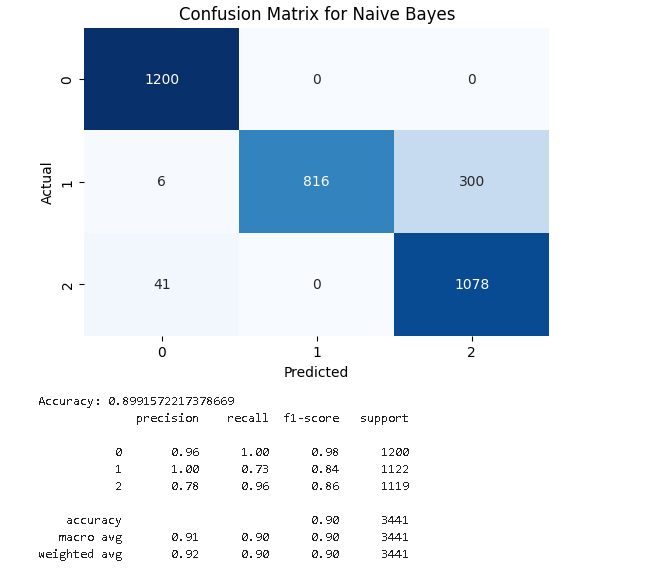 Confusion Matrix for Naive Bayes
0 1200 0 0
Actual
1 6 816 300
2 41 0 1078
0 1 2
Predicted
Accuracy: 0.8991572217378669
precision recall f1-score support
0 0.96 1.00 0.98 1200
1 1.00 0.73 0.84 1122
2 0.78 0.96 0.86 1119
accuracy 0.90 3441
macro avg 0.91 0.90 0.90 3441
weighted avg 0.92 0.90 0.90 3441